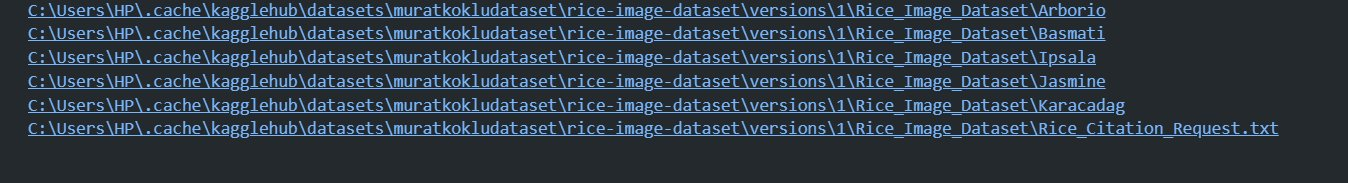 C:\Users\HP\.cache\kagglehub\datasets\muratkokludataset\rice-image-dataset\versions\1\Rice_Image_Dataset\Arborio
C:\Users\HP\.cache\kagglehub\datasets\muratkokludataset\rice-image-dataset\versions\1\Rice_Image_Dataset\Basmati
C:\Users\HP\.cache\kagglehub\datasets\muratkokludataset\rice-image-dataset\versions\1\Rice_Image_Dataset\Ipsala
C:\Users\HP\.cache\kagglehub\datasets\muratkokludataset\rice-image-dataset\versions\1\Rice_Image_Dataset\Jasmine
C:\Users\HP\.cache\kagglehub\datasets\muratkokludataset\rice-image-dataset\versions\1\Rice_Image_Dataset\Karacadag
C:\Users\HP\.cache\kagglehub\datasets\muratkokludataset\rice-image-dataset\versions\1\Rice_Image_Dataset\Rice_Citation_Request.txt